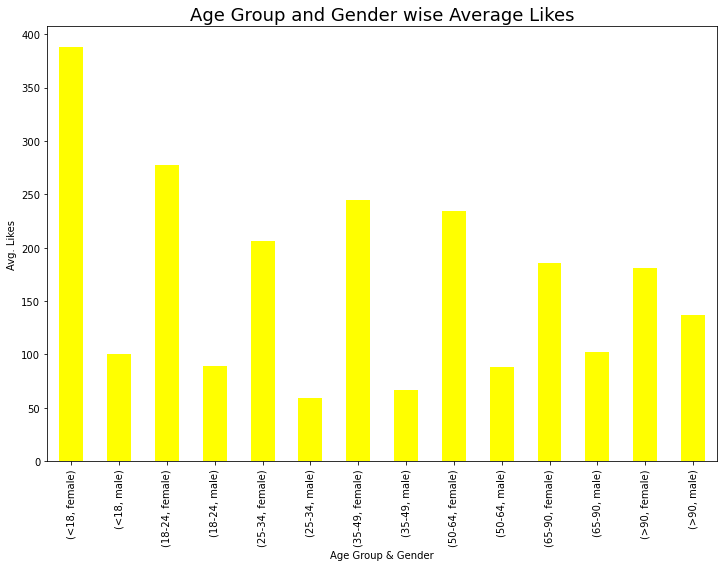 Age Group and Gender wise Average Likes
400
350
300
250
200
150
100
50
0
Avg. Likes
(<18, female)
(<18, male)
(18-24, female)
(18-24, male)
(25-34, female)
(25-34, male)
(35-49, female)
(35-49, male)
(50-64, female)
(50-64, male)
(65-90, female)
(65-90, male)
(>90, female)
(>90, male)
Age Group & Gender